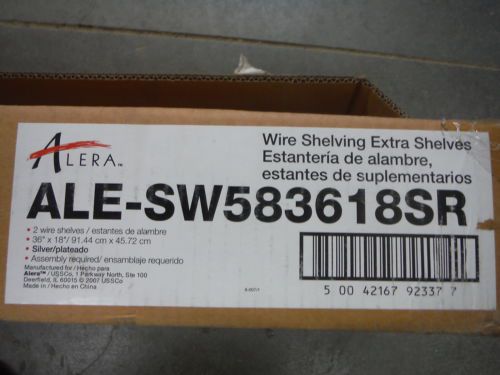 ALERA™
Wire Shelving Extra Shelves
Estantería de alambre,
estantes de suplementarios
ALE-SW583618SR
• 2 wire shelves / estantes de alambre
• 36" x 18"/ 91.44 cm x 45.72 cm
• Silver/plateado
• Assembly required/ ensamblaje requerido
Manufactured for / Hecho para
Alera™ / USSCo, 1 Parkway North, Ste 100
Deerfield, IL 60015 © 2007 USSCo
Made in / Hecho en China
5 00 42167 92337 7